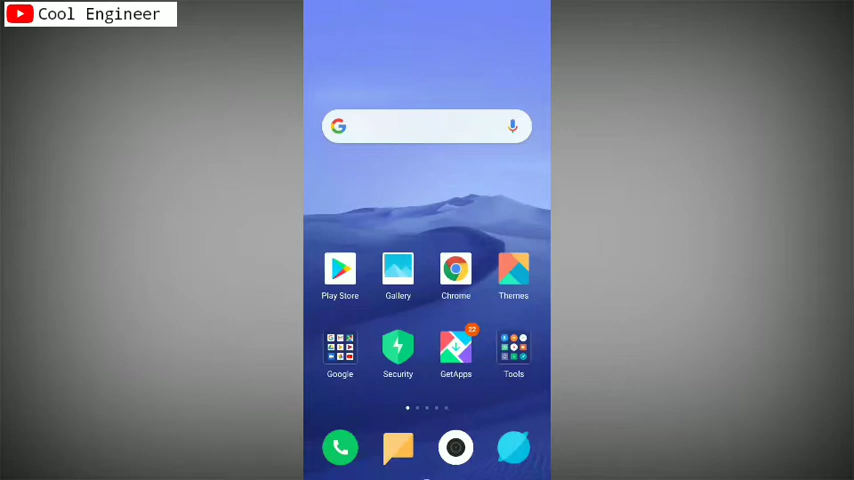 Cool Engineer
Play Store
Gallery
Chrome
Themes
22
Google
Security
GetApps
Tools